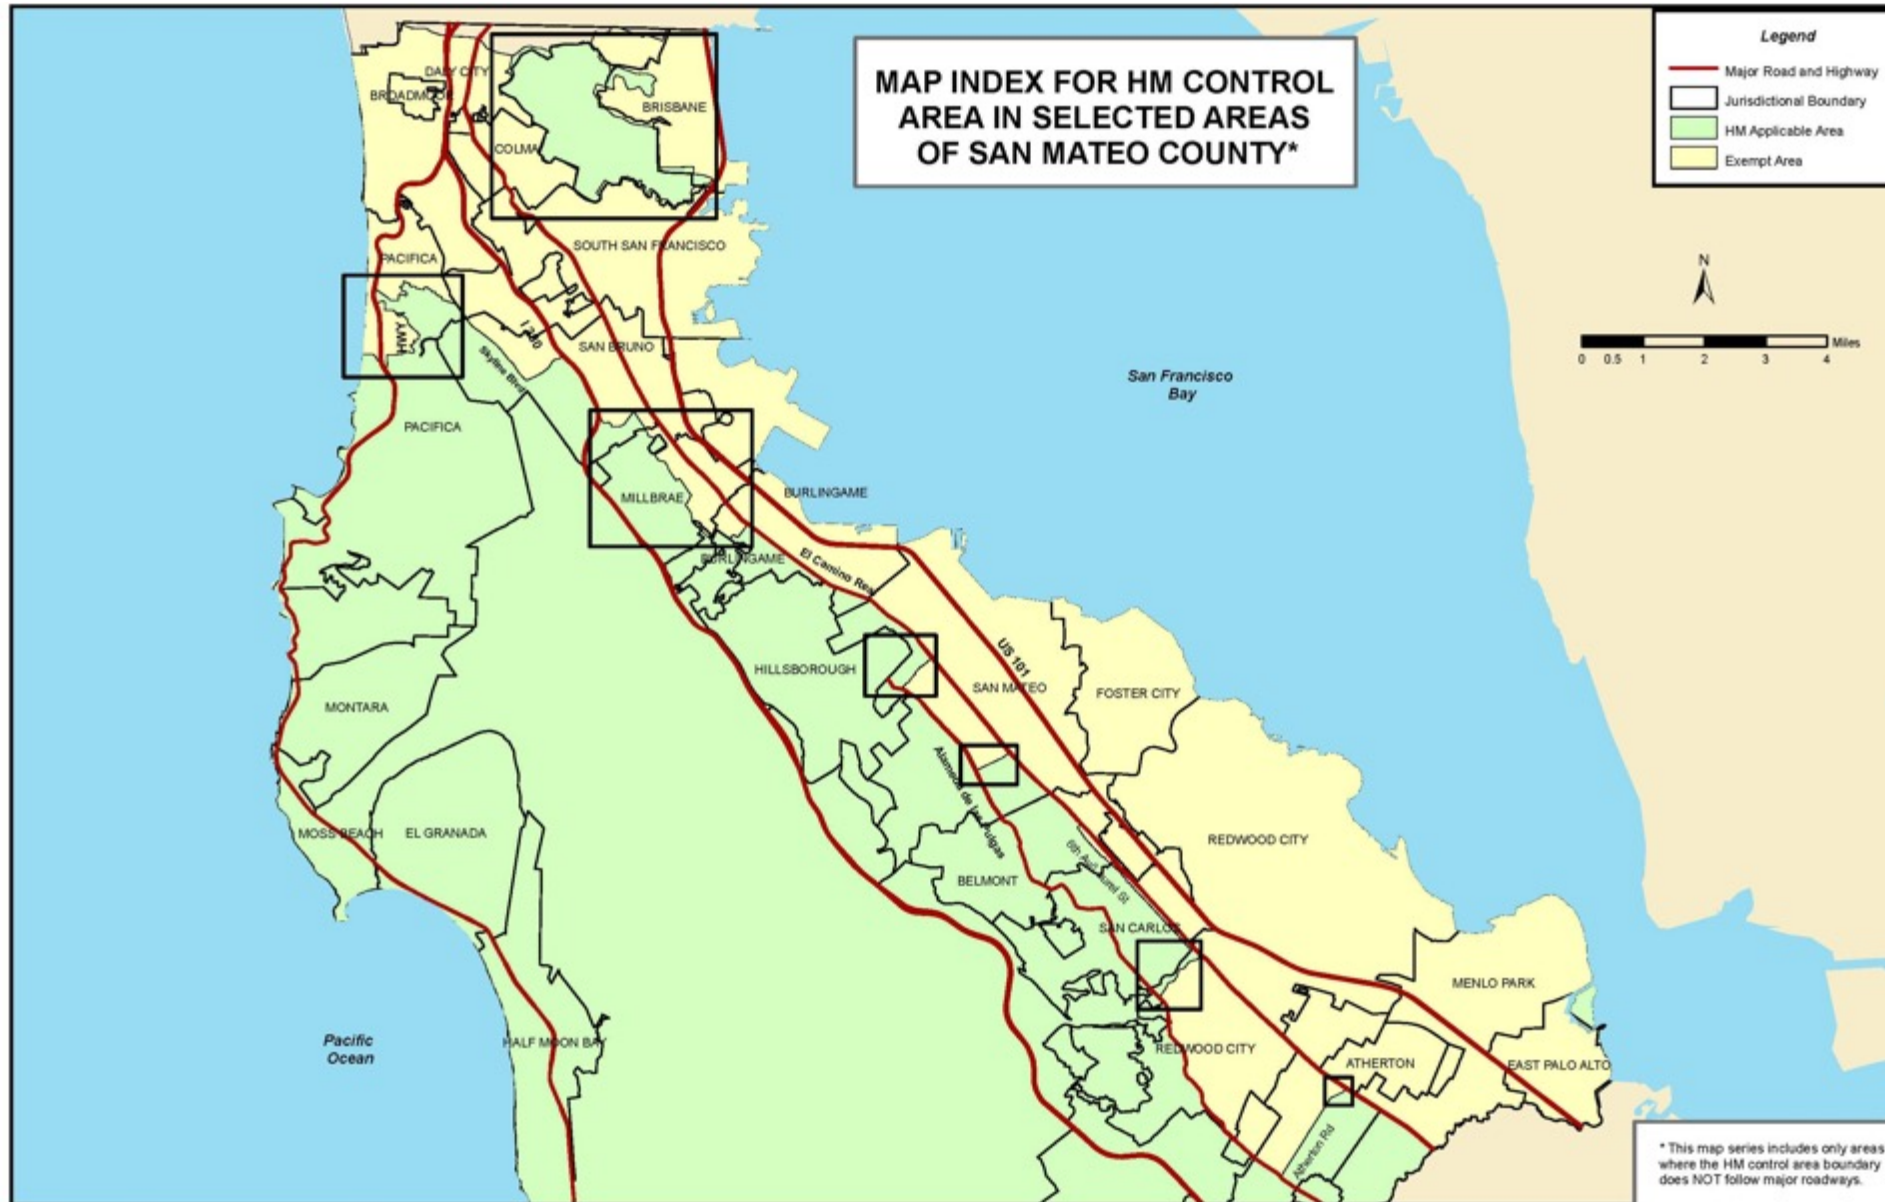 MAP INDEX FOR HM CONTROL
AREA IN SELECTED AREAS
OF SAN MATEO COUNTY*
Legend
Major Road and Highway
Jurisdictional Boundary
HM Applicable Area
Exempt Area
DALY CITY
BROADMOOR
BRISBANE
COLMA
SOUTH SAN FRANCISCO
PACIFICA
N
HWY
I 280
SAN BRUNO
Skyline Blvd
Miles
0 0.5 1 2 3 4
San Francisco
Bay
PACIFICA
MILLBRAE
BURLINGAME
BURLINGAME
El Camino Real
US 101
HILLSBOROUGH
SAN MATEO
FOSTER CITY
MONTARA
Alameda de las Pulgas
MOSS BEACH
EL GRANADA
REDWOOD CITY
BELMONT
SAN CARLOS
MENLO PARK
Pacific
Ocean
HALF MOON BAY
REDWOOD CITY
ATHERTON
EAST PALO ALTO
Atherton Rd
* This map series includes only areas
where the HM control area boundary
does NOT follow major roadways.